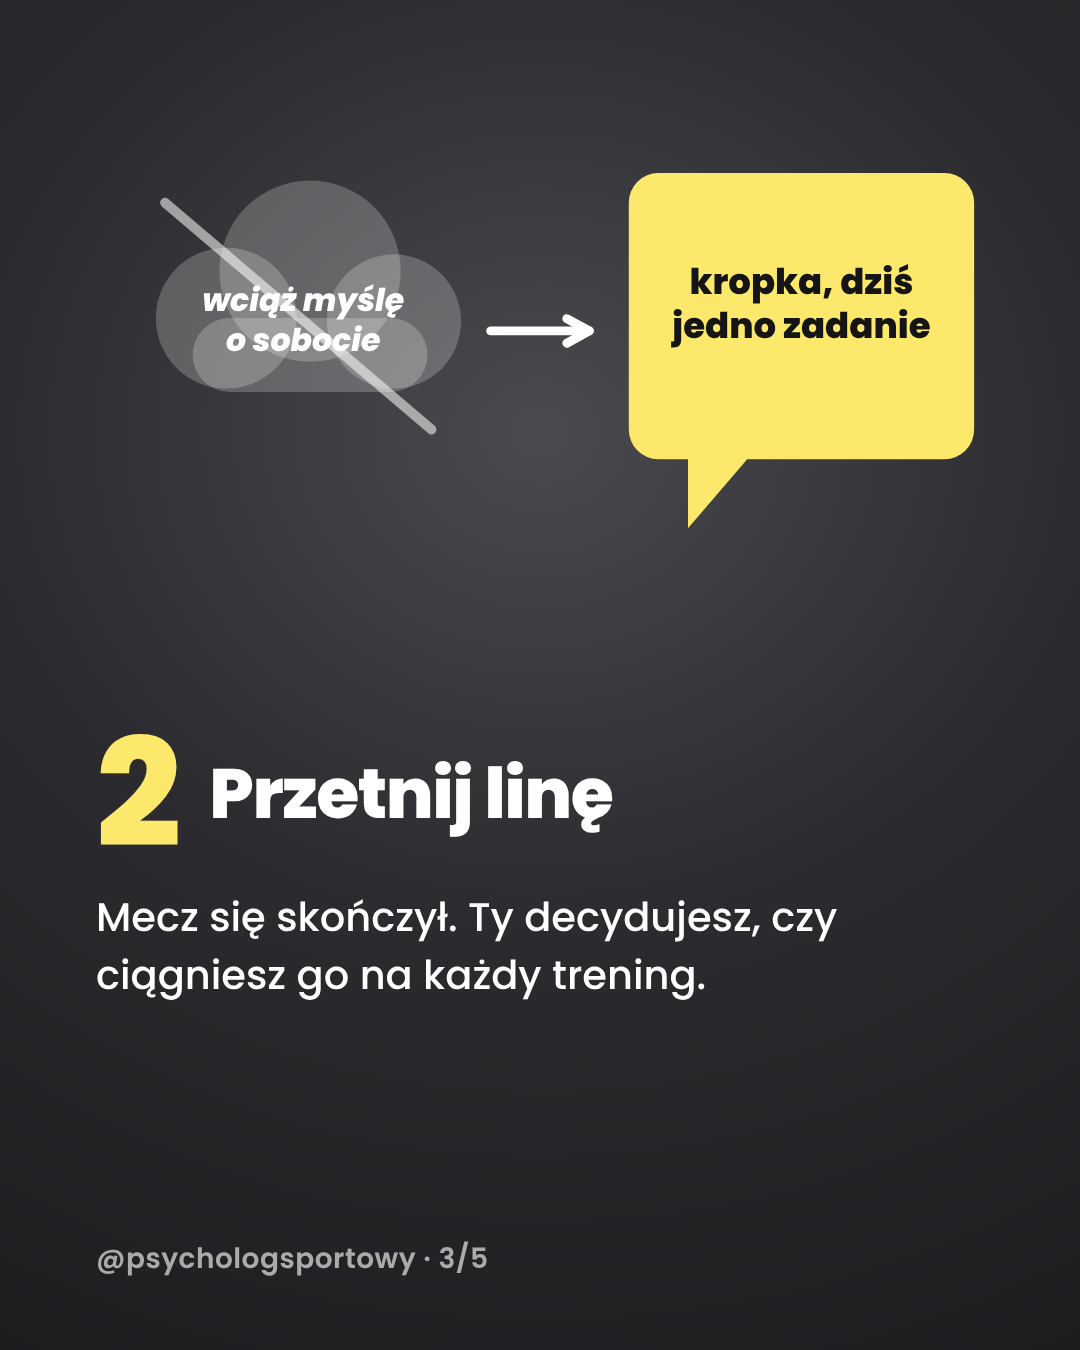 wciąż myślę
o sobocie
kropka, dziś
jedno zadanie
2 Przetnij linę
Mecz się skończył. Ty decydujesz, czy
ciągniesz go na każdy trening.
@psychologsportowy · 3/5